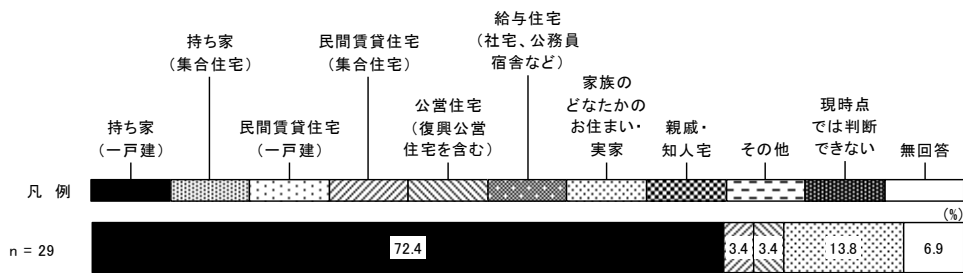 給与住宅
（社宅、公務員
宿舎など）
持ち家
（集合住宅）
民間賃貸住宅
（集合住宅）
家族の
どなたかの
お住まい・
実家
公営住宅
（復興公営
住宅を含む）
現時点
では判断
できない
持ち家
（一戸建）
民間賃貸住宅
（一戸建）
親戚・
知人宅
その他
無回答
凡 例
(%)
n = 29
72.4
3.4
3.4
13.8
6.9